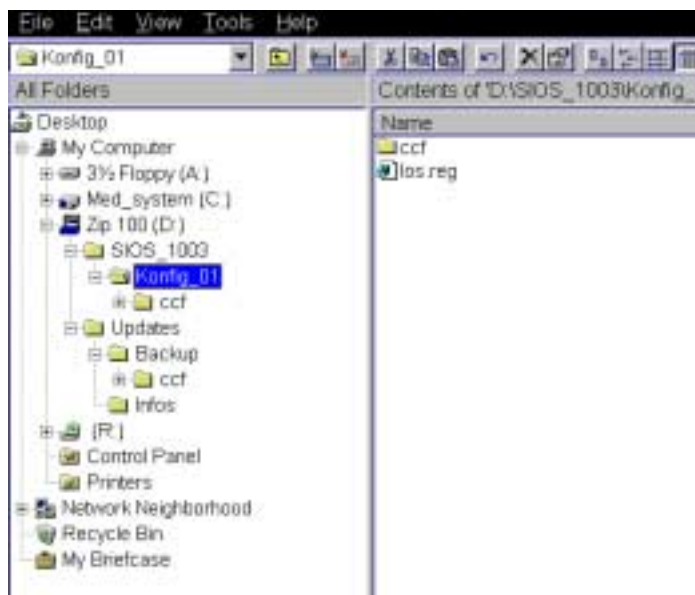 File Edit View Tools Help
Konfig_01
All Folders
Contents of 'D:\SIOS_1003\Konfig_
Desktop
Name
My Computer
ccf
3½ Floppy (A:)
Ios.reg
Med_system (C:)
Zip 100 (D:)
SIOS_1003
Konfig_01
ccf
Updates
Backup
ccf
Infos
(R:)
Control Panel
Printers
Network Neighborhood
Recycle Bin
My Briefcase